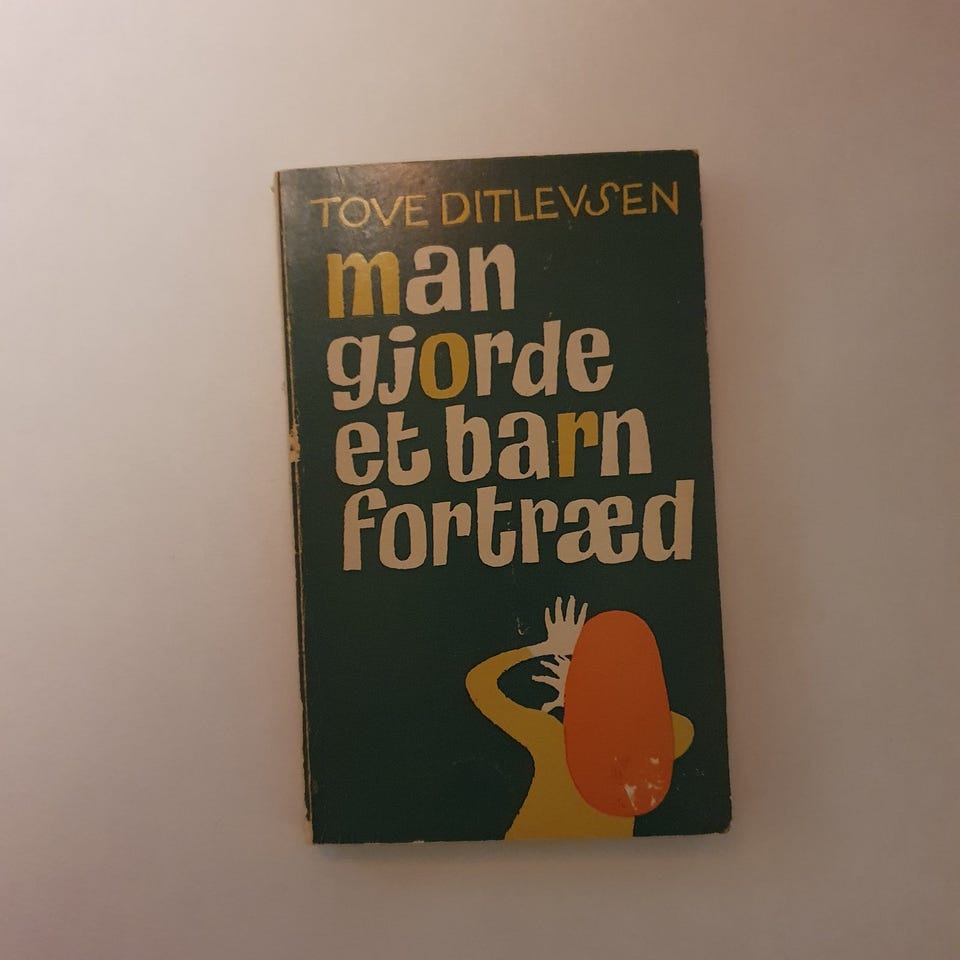 TOVE DITLEVSEN
man
gjorde
et barn
fortræd